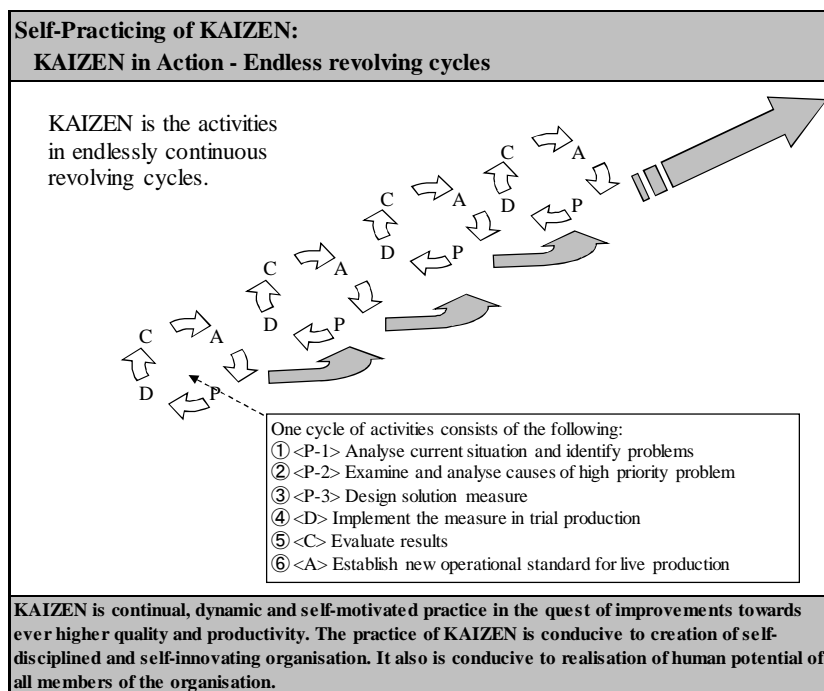 Self-Practicing of KAIZEN:
KAIZEN in Action - Endless revolving cycles
KAIZEN is the activities
in endlessly continuous
revolving cycles.
C A
D P
C A
D P
C A
D P
C A
D P
One cycle of activities consists of the following:
① <P-1> Analyse current situation and identify problems
② <P-2> Examine and analyse causes of high priority problem
③ <P-3> Design solution measure
④ <D> Implement the measure in trial production
⑤ <C> Evaluate results
⑥ <A> Establish new operational standard for live production
KAIZEN is continual, dynamic and self-motivated practice in the quest of improvements towards
ever higher quality and productivity. The practice of KAIZEN is conducive to creation of self-
disciplined and self-innovating organisation. It also is conducive to realisation of human potential of
all members of the organisation.